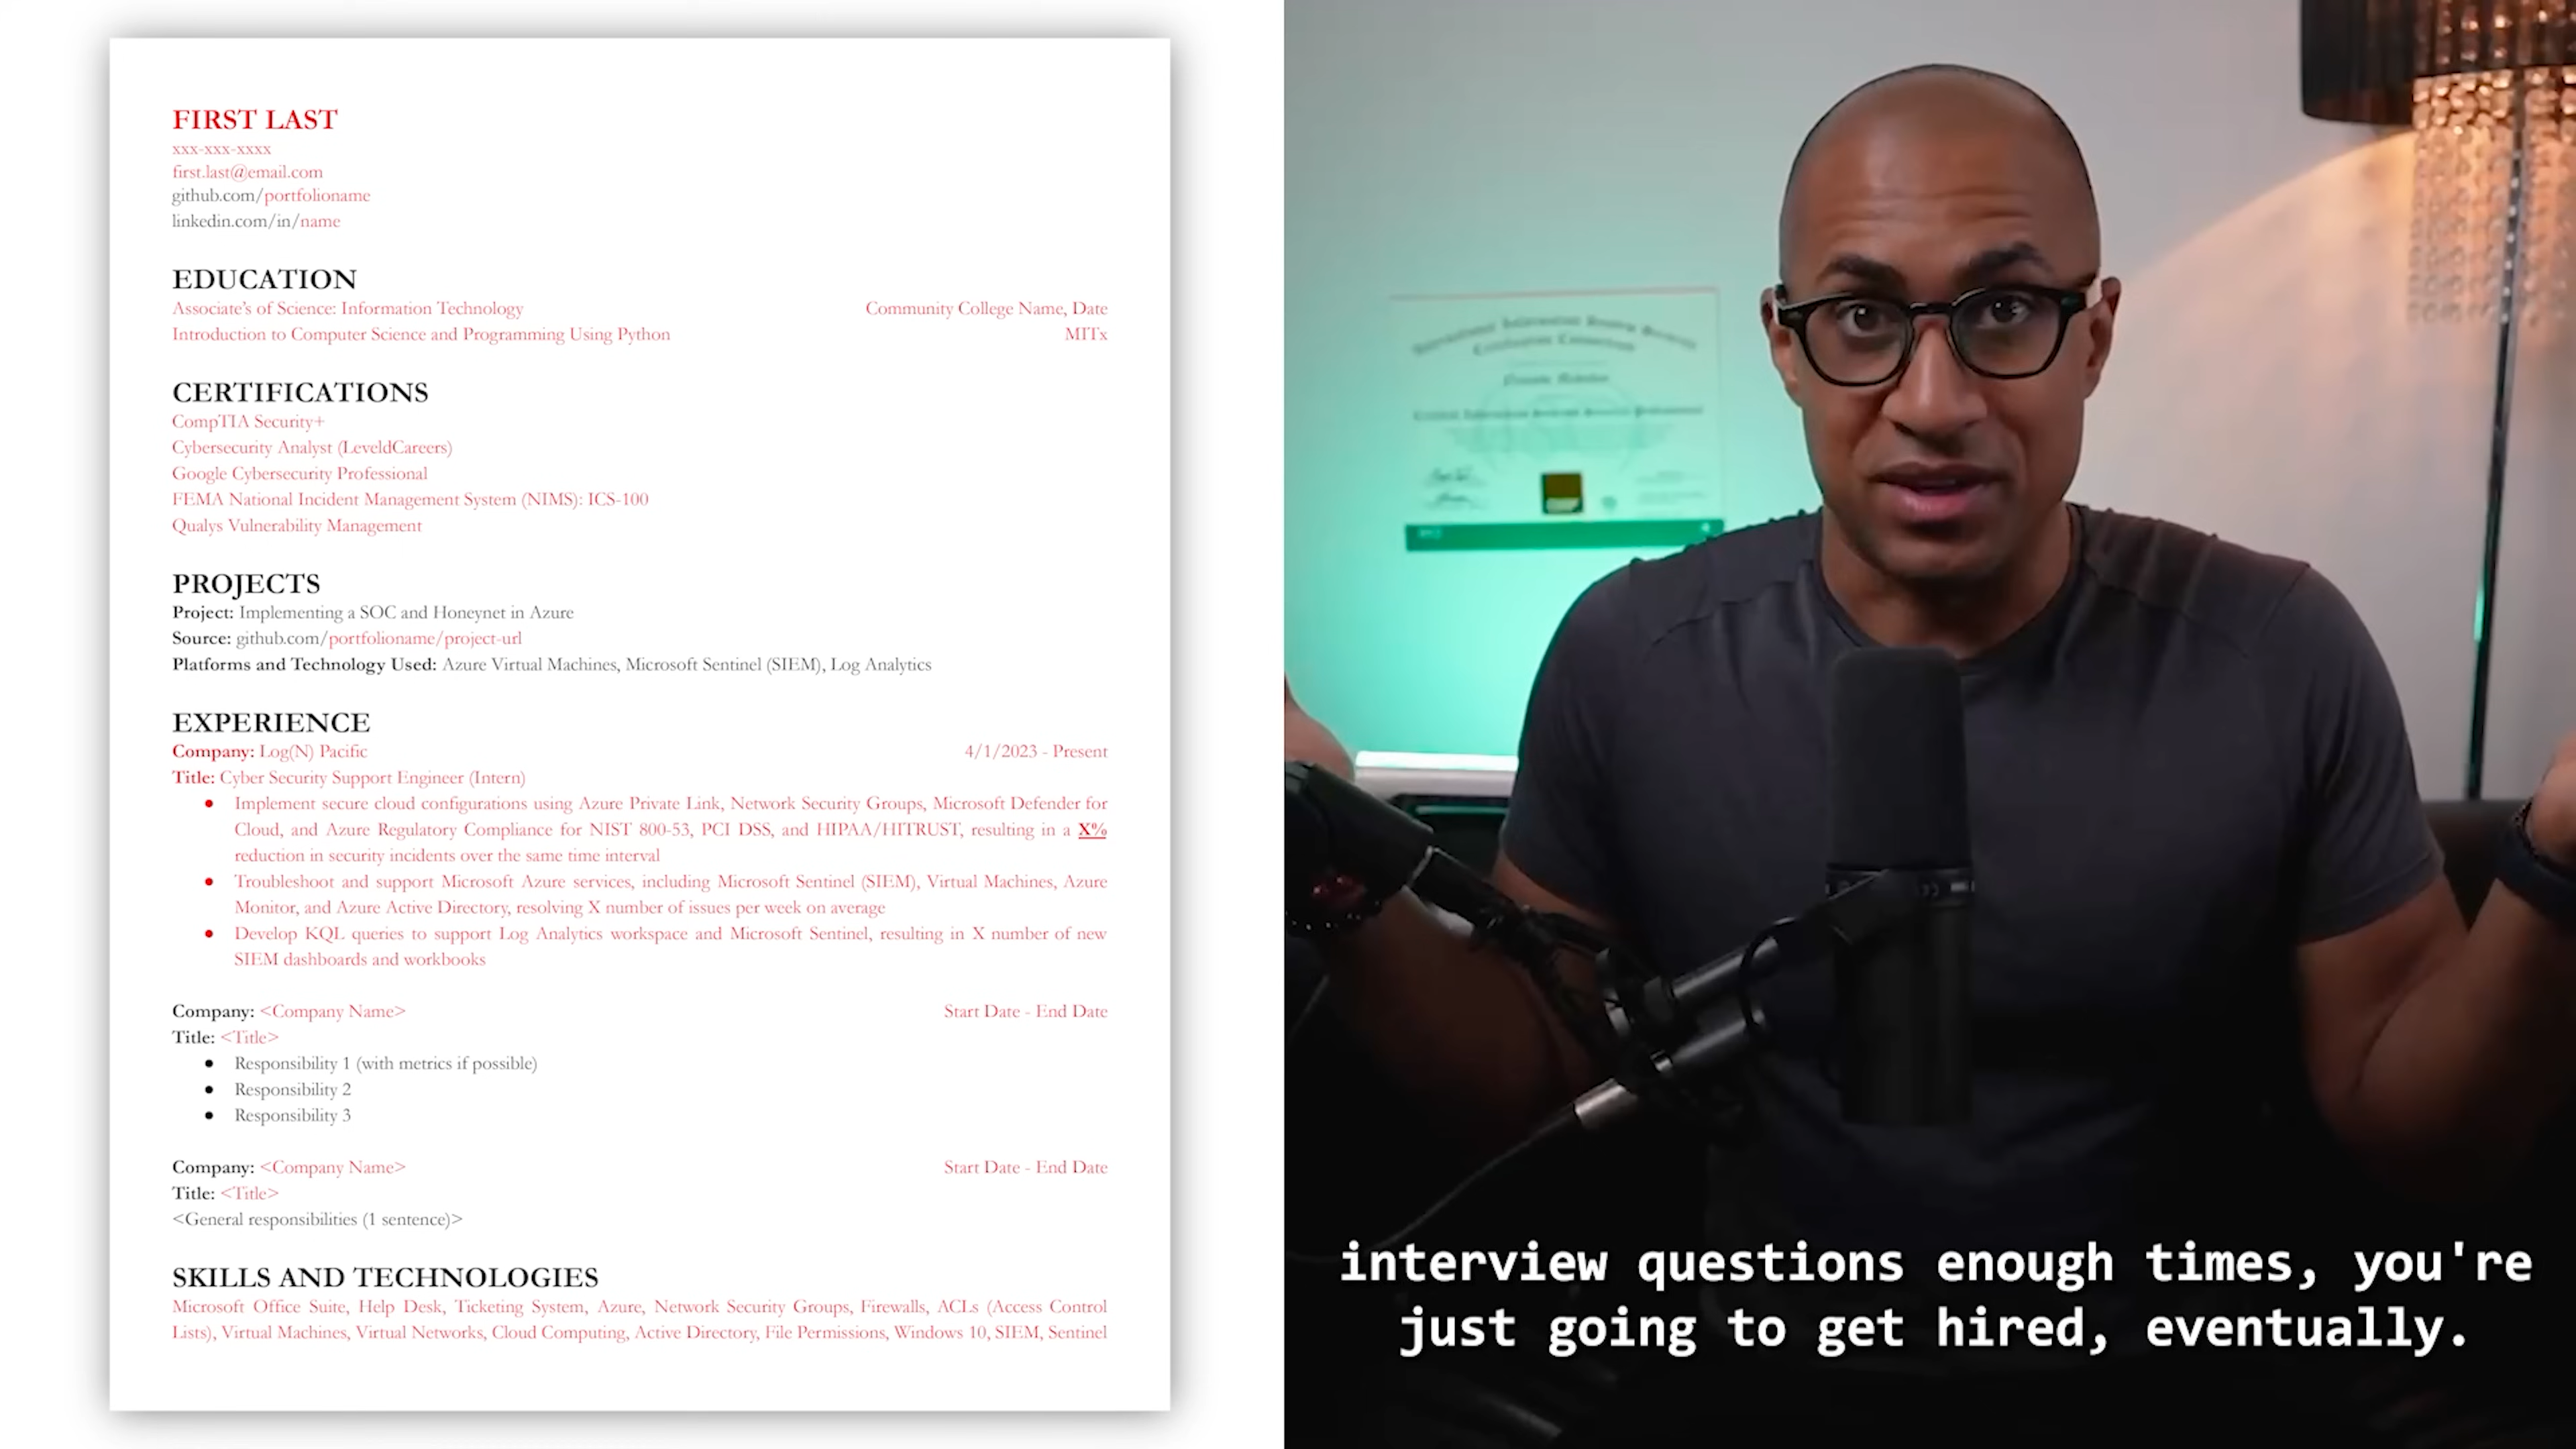 FIRST LAST
xxx-xxx-xxxx
first.last@email.com
github.com/portfolioname
linkedin.com/in/name
EDUCATION
Associate's of Science: Information Technology Community College Name, Date
Introduction to Computer Science and Programming Using Python MITx
CERTIFICATIONS
CompTIA Security+
Cybersecurity Analyst (LeveldCareers)
Google Cybersecurity Professional
FEMA National Incident Management System (NIMS): ICS-100
Qualys Vulnerability Management
PROJECTS
Project: Implementing a SOC and Honeynet in Azure
Source: github.com/portfolioname/project-url
Platforms and Technology Used: Azure Virtual Machines, Microsoft Sentinel (SIEM), Log Analytics
EXPERIENCE
Company: Log(N) Pacific 4/1/2023 - Present
Title: Cyber Security Support Engineer (Intern)
● Implement secure cloud configurations using Azure Private Link, Network Security Groups, Microsoft Defender for
Cloud, and Azure Regulatory Compliance for NIST 800-53, PCI DSS, and HIPAA/HITRUST, resulting in a X%
reduction in security incidents over the same time interval
● Troubleshoot and support Microsoft Azure services, including Microsoft Sentinel (SIEM), Virtual Machines, Azure
Monitor, and Azure Active Directory, resolving X number of issues per week on average
● Develop KQL queries to support Log Analytics workspace and Microsoft Sentinel, resulting in X number of new
SIEM dashboards and workbooks
Company: <Company Name> Start Date - End Date
Title: <Title>
● Responsibility 1 (with metrics if possible)
● Responsibility 2
● Responsibility 3
Company: <Company Name> Start Date - End Date
Title: <Title>
<General responsibilities (1 sentence)>
SKILLS AND TECHNOLOGIES
Microsoft Office Suite, Help Desk, Ticketing System, Azure, Network Security Groups, Firewalls, ACLs (Access Control
Lists), Virtual Machines, Virtual Networks, Cloud Computing, Active Directory, File Permissions, Windows 10, SIEM, Sentinel
interview questions enough times, you're
just going to get hired, eventually.